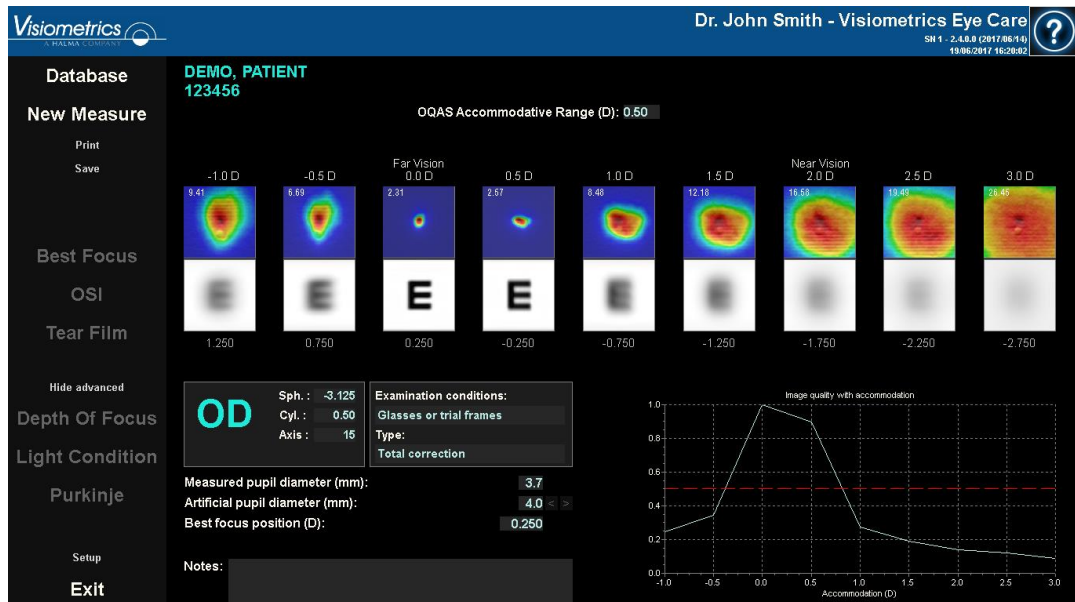 Visiometrics
A HALMA COMPANY
Dr. John Smith - Visiometrics Eye Care
SN 1 - 2.4.0.0 (2017/06/14)
19/06/2017 16:20:02
?
Database
New Measure
Print
Save
Best Focus
OSI
Tear Film
Hide advanced
Depth Of Focus
Light Condition
Purkinje
Setup
Exit
DEMO, PATIENT
123456
OQAS Accommodative Range (D): 0.50
Far Vision Near Vision
-1.0 D -0.5 D 0.0 D 0.5 D 1.0 D 1.5 D 2.0 D 2.5 D 3.0 D
9.41 6.69 2.31 2.57 8.48 12.18 16.58 19.49 26.45
E E E E E E E E
1.250 0.750 0.250 -0.250 -0.750 -1.250 -1.750 -2.250 -2.750
OD
Sph. : -3.125
Cyl. : 0.50
Axis : 15
Examination conditions:
Glasses or trial frames
Type:
Total correction
Measured pupil diameter (mm): 3.7
Artificial pupil diameter (mm): 4.0 < >
Best focus position (D): 0.250
Notes:
Image quality with accommodation
1.0
0.8
0.6
0.4
0.2
0.0
-1.0 -0.5 0.0 0.5 1.0 1.5 2.0 2.5 3.0
Accommodation (D)